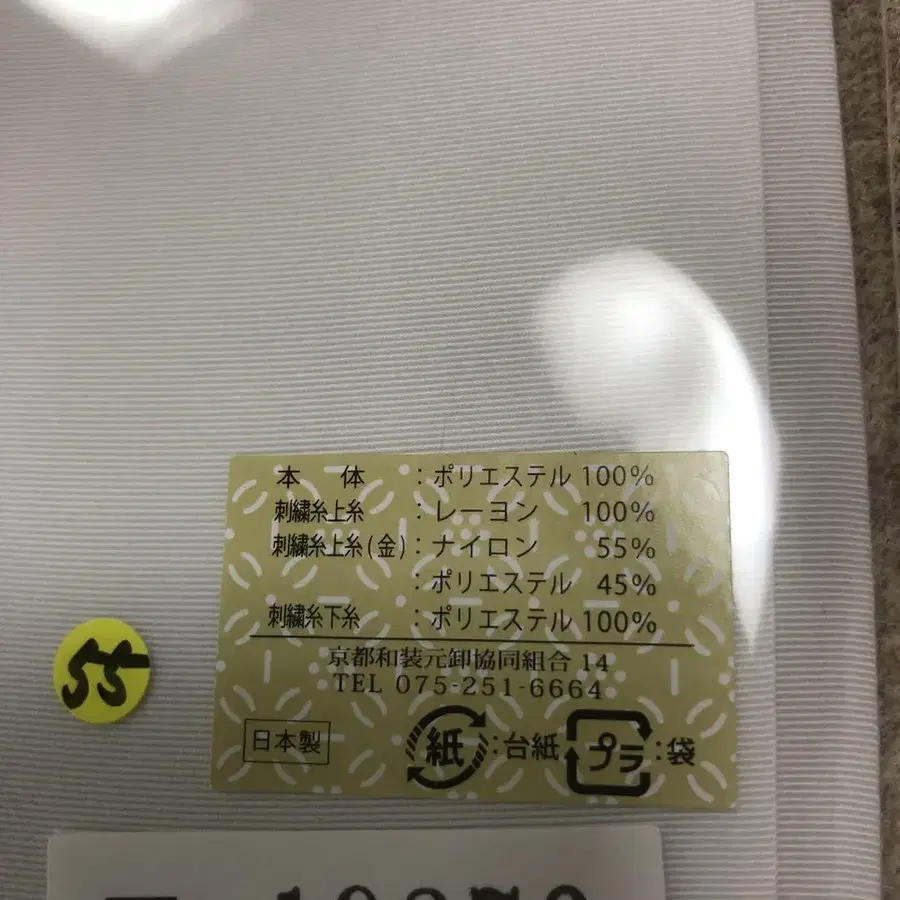 本 体 :ポリエステル 100%
刺繍糸上糸 :レーヨン 100%
刺繍糸上糸(金):ナイロン 55%
:ポリエステル 45%
刺繍糸下糸 :ポリエステル 100%
京都和装元卸協同組合 14
TEL 075-251-6664
日本製 紙:台紙 プラ:袋
55